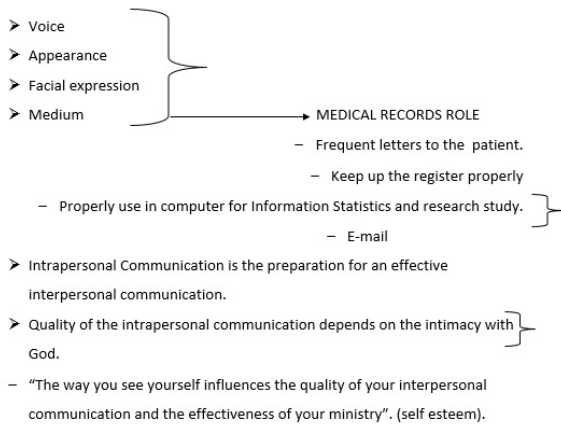 ➢ Voice
➢ Appearance
➢ Facial expression
➢ Medium
MEDICAL RECORDS ROLE
– Frequent letters to the patient.
– Keep up the register properly
– Properly use in computer for Information Statistics and research study.
– E-mail
➢ Intrapersonal Communication is the preparation for an effective
interpersonal communication.
➢ Quality of the intrapersonal communication depends on the intimacy with
God.
– “The way you see yourself influences the quality of your interpersonal
communication and the effectiveness of your ministry”. (self esteem).